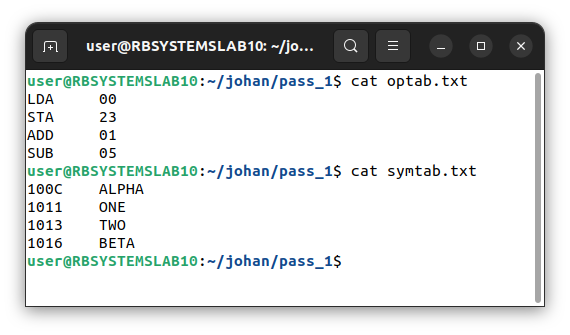 user@RBSYSTEMSLAB10: ~/jo...
user@RBSYSTEMSLAB10:~/johan/pass_1$ cat optab.txt
LDA     00
STA     23
ADD     01
SUB     05
user@RBSYSTEMSLAB10:~/johan/pass_1$ cat symtab.txt
100C    ALPHA
1011    ONE
1013    TWO
1016    BETA
user@RBSYSTEMSLAB10:~/johan/pass_1$